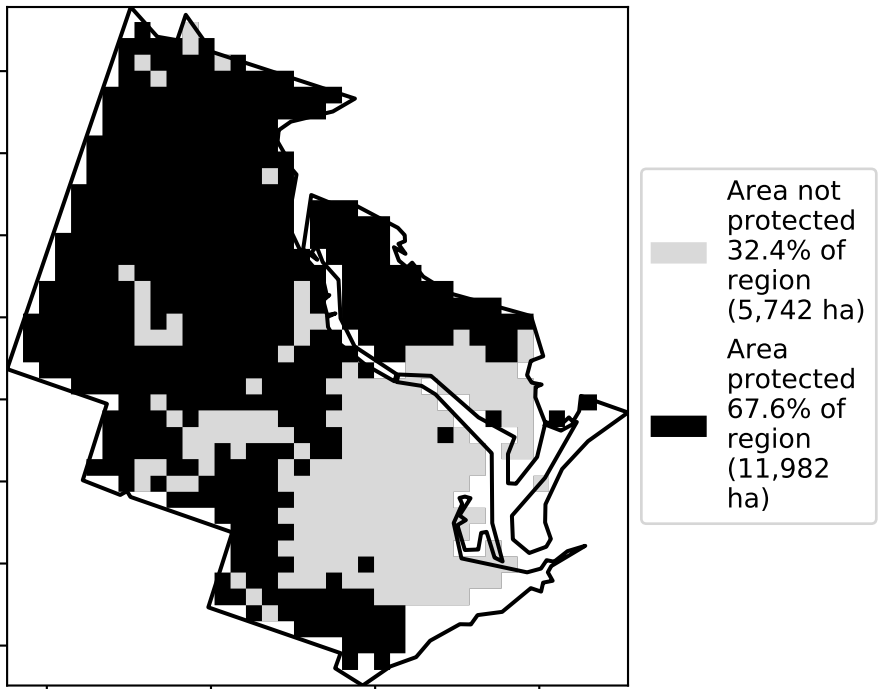 Area not
protected
32.4% of
region
(5,742 ha)
Area
protected
67.6% of
region
(11,982
ha)